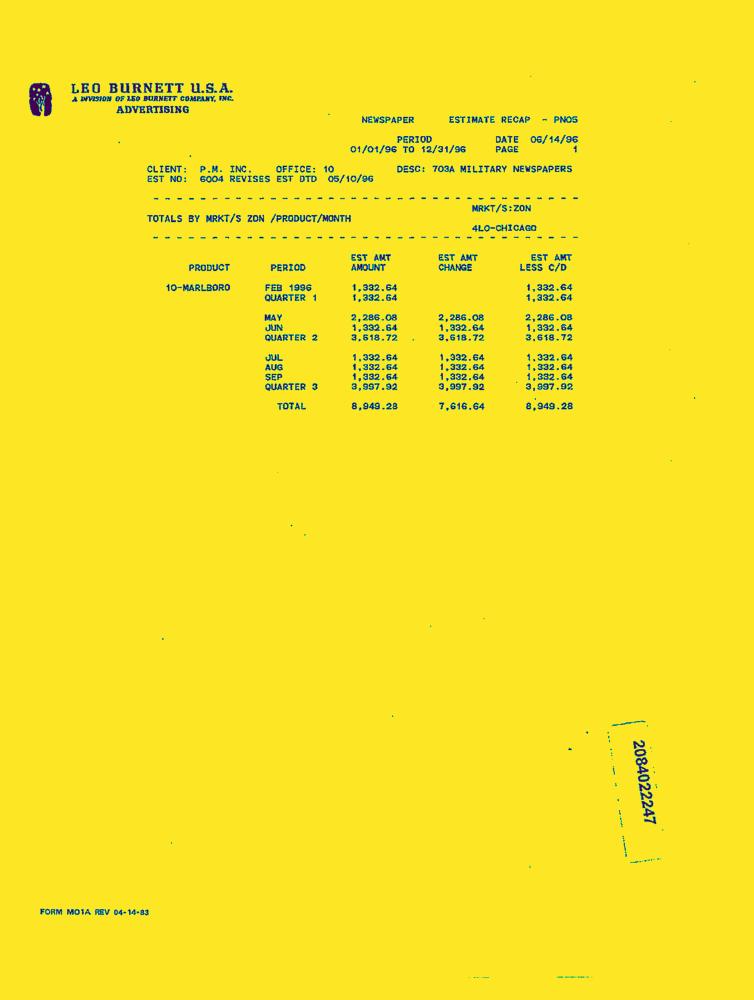 LEO BURNETT U.S.A.
A DIVISION OF LEO BURNETT COMPANY, INC.
ADVERTISING
NEWSPAPER ESTIMATE RECAP - PNOS
PERIOD DATE 06/14/96
01/01/96 TO 12/31/96 PAGE 1
CLIENT: P.M. INC. OFFICE: 10 DESC: 703A MILITARY NEWSPAPERS
EST NO: 6004 REVISES EST DTD 05/10/96
MRKT/S:ZON
TOTALS BY MRKT/S ZON /PRODUCT/MONTH
4LO-CHICAGO
EST AMT EST AMT EST AMT
PRODUCT PERIOD AMOUNT CHANGE LESS C/D
10-MARLBORO FEB 1996 1,332.64 1,332.64
QUARTER 1 1,332.64 1,332.64
MAY 2,286.08 2,286.08 2,286.08
JUN 1,332.64 1,332.64 1,332.64
QUARTER 2 3,618.72 3,618.72 3,618.72
JUL 1,332.64 1,332.64 1,332.64
AUG 1,332.64 1,332.64 1,332.64
SEP 1,332.64 1,332.64 1,332.64
QUARTER 3 3,997.92 3,997.92 3,997.92
TOTAL 8,949.28 7,616.64 8,949.28
2084022247
FORM MO1A REV 04-14-83